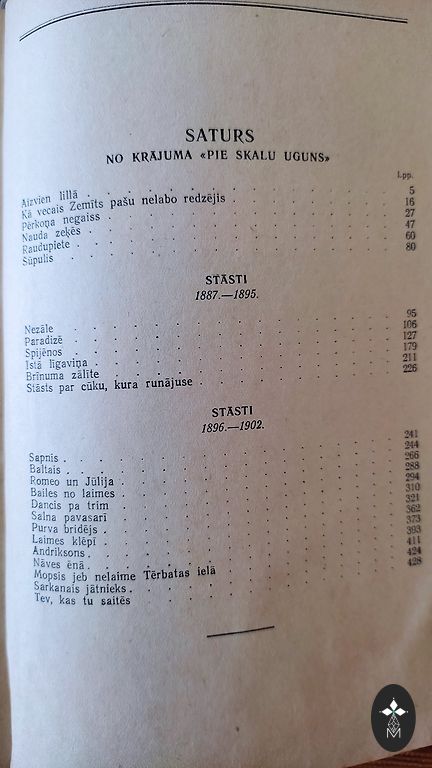 SATURS
NO KRĀJUMA «PIE SKALU UGUNS»
Lpp.
Aizvien lillā . . . . . . . . . . 5
Kā vecais Zemīts pašu nelabo redzējis . . . . . 16
Pērkoņa negaiss . . . . . . . . . . 27
Nauda zeķēs . . . . . . . . . . 47
Raudupiete . . . . . . . . . . 60
Sūpulis . . . . . . . . . . 80
STĀSTI
1887.—1895.
Nezāle . . . . . . . . . . 95
Paradīzē . . . . . . . . . . 106
Spijēnos . . . . . . . . . . 127
Īstā līgaviņa . . . . . . . . . . 179
Brīnuma zālīte . . . . . . . . . . 211
Stāsts par cūku, kura runājuse . . . . . . . 226
STĀSTI
1896.—1902.
Sapnis . . . . . . . . . . 241
Baltais . . . . . . . . . . 244
Romeo un Jūlija . . . . . . . . . . 266
Bailes no laimes . . . . . . . . . . 288
Dancis pa trim . . . . . . . . . . 294
Salna pavasarī . . . . . . . . . . 310
Purva bridējs . . . . . . . . . . 321
Laimes klēpī . . . . . . . . . . 362
Andriksons . . . . . . . . . . 373
Nāves ēnā . . . . . . . . . . 393
Mopsis jeb nelaime Tērbatas ielā . . . . . . 411
Sarkanais jātnieks . . . . . . . . . . 424
Tev, kas tu saitēs . . . . . . . . . . 428